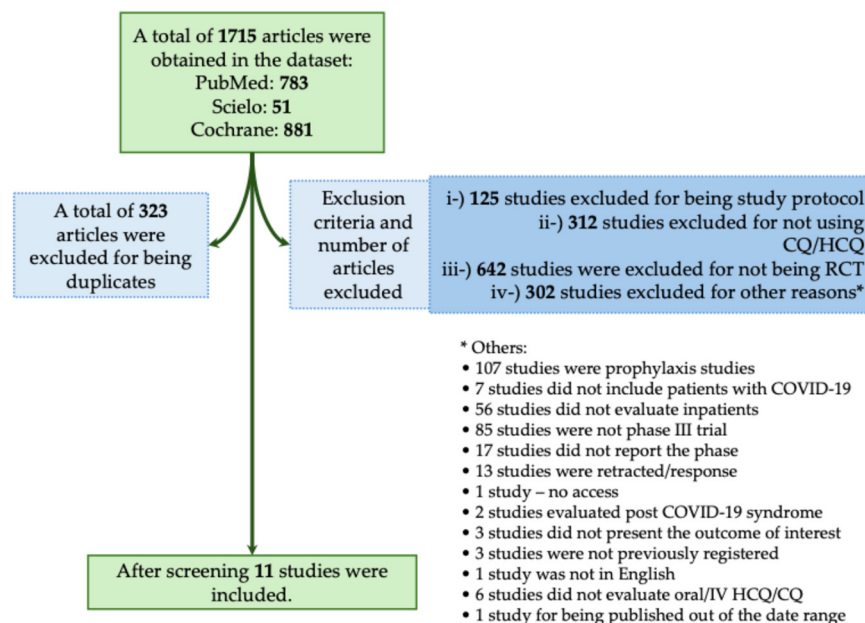 A total of 1715 articles were
obtained in the dataset:
PubMed: 783
Scielo: 51
Cochrane: 881
A total of 323
articles were
excluded for being
duplicates
Exclusion
criteria and
number of
articles
excluded
i-) 125 studies excluded for being study protocol
ii-) 312 studies excluded for not using
CQ/HCQ
iii-) 642 studies were excluded for not being RCT
iv-) 302 studies excluded for other reasons*
* Others:
• 107 studies were prophylaxis studies
• 7 studies did not include patients with COVID-19
• 56 studies did not evaluate inpatients
• 85 studies were not phase III trial
• 17 studies did not report the phase
• 13 studies were retracted/response
• 1 study – no access
• 2 studies evaluated post COVID-19 syndrome
• 3 studies did not present the outcome of interest
• 3 studies were not previously registered
• 1 study was not in English
• 6 studies did not evaluate oral/IV HCQ/CQ
• 1 study for being published out of the date range
After screening 11 studies were
included.